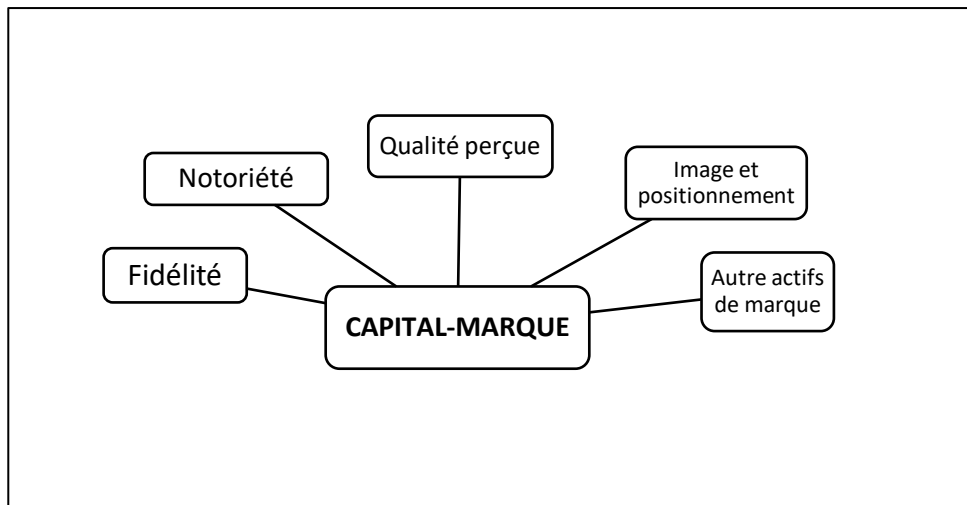 Qualité perçue
Notoriété
Image et
positionnement
Fidélité
Autre actifs
de marque
CAPITAL-MARQUE